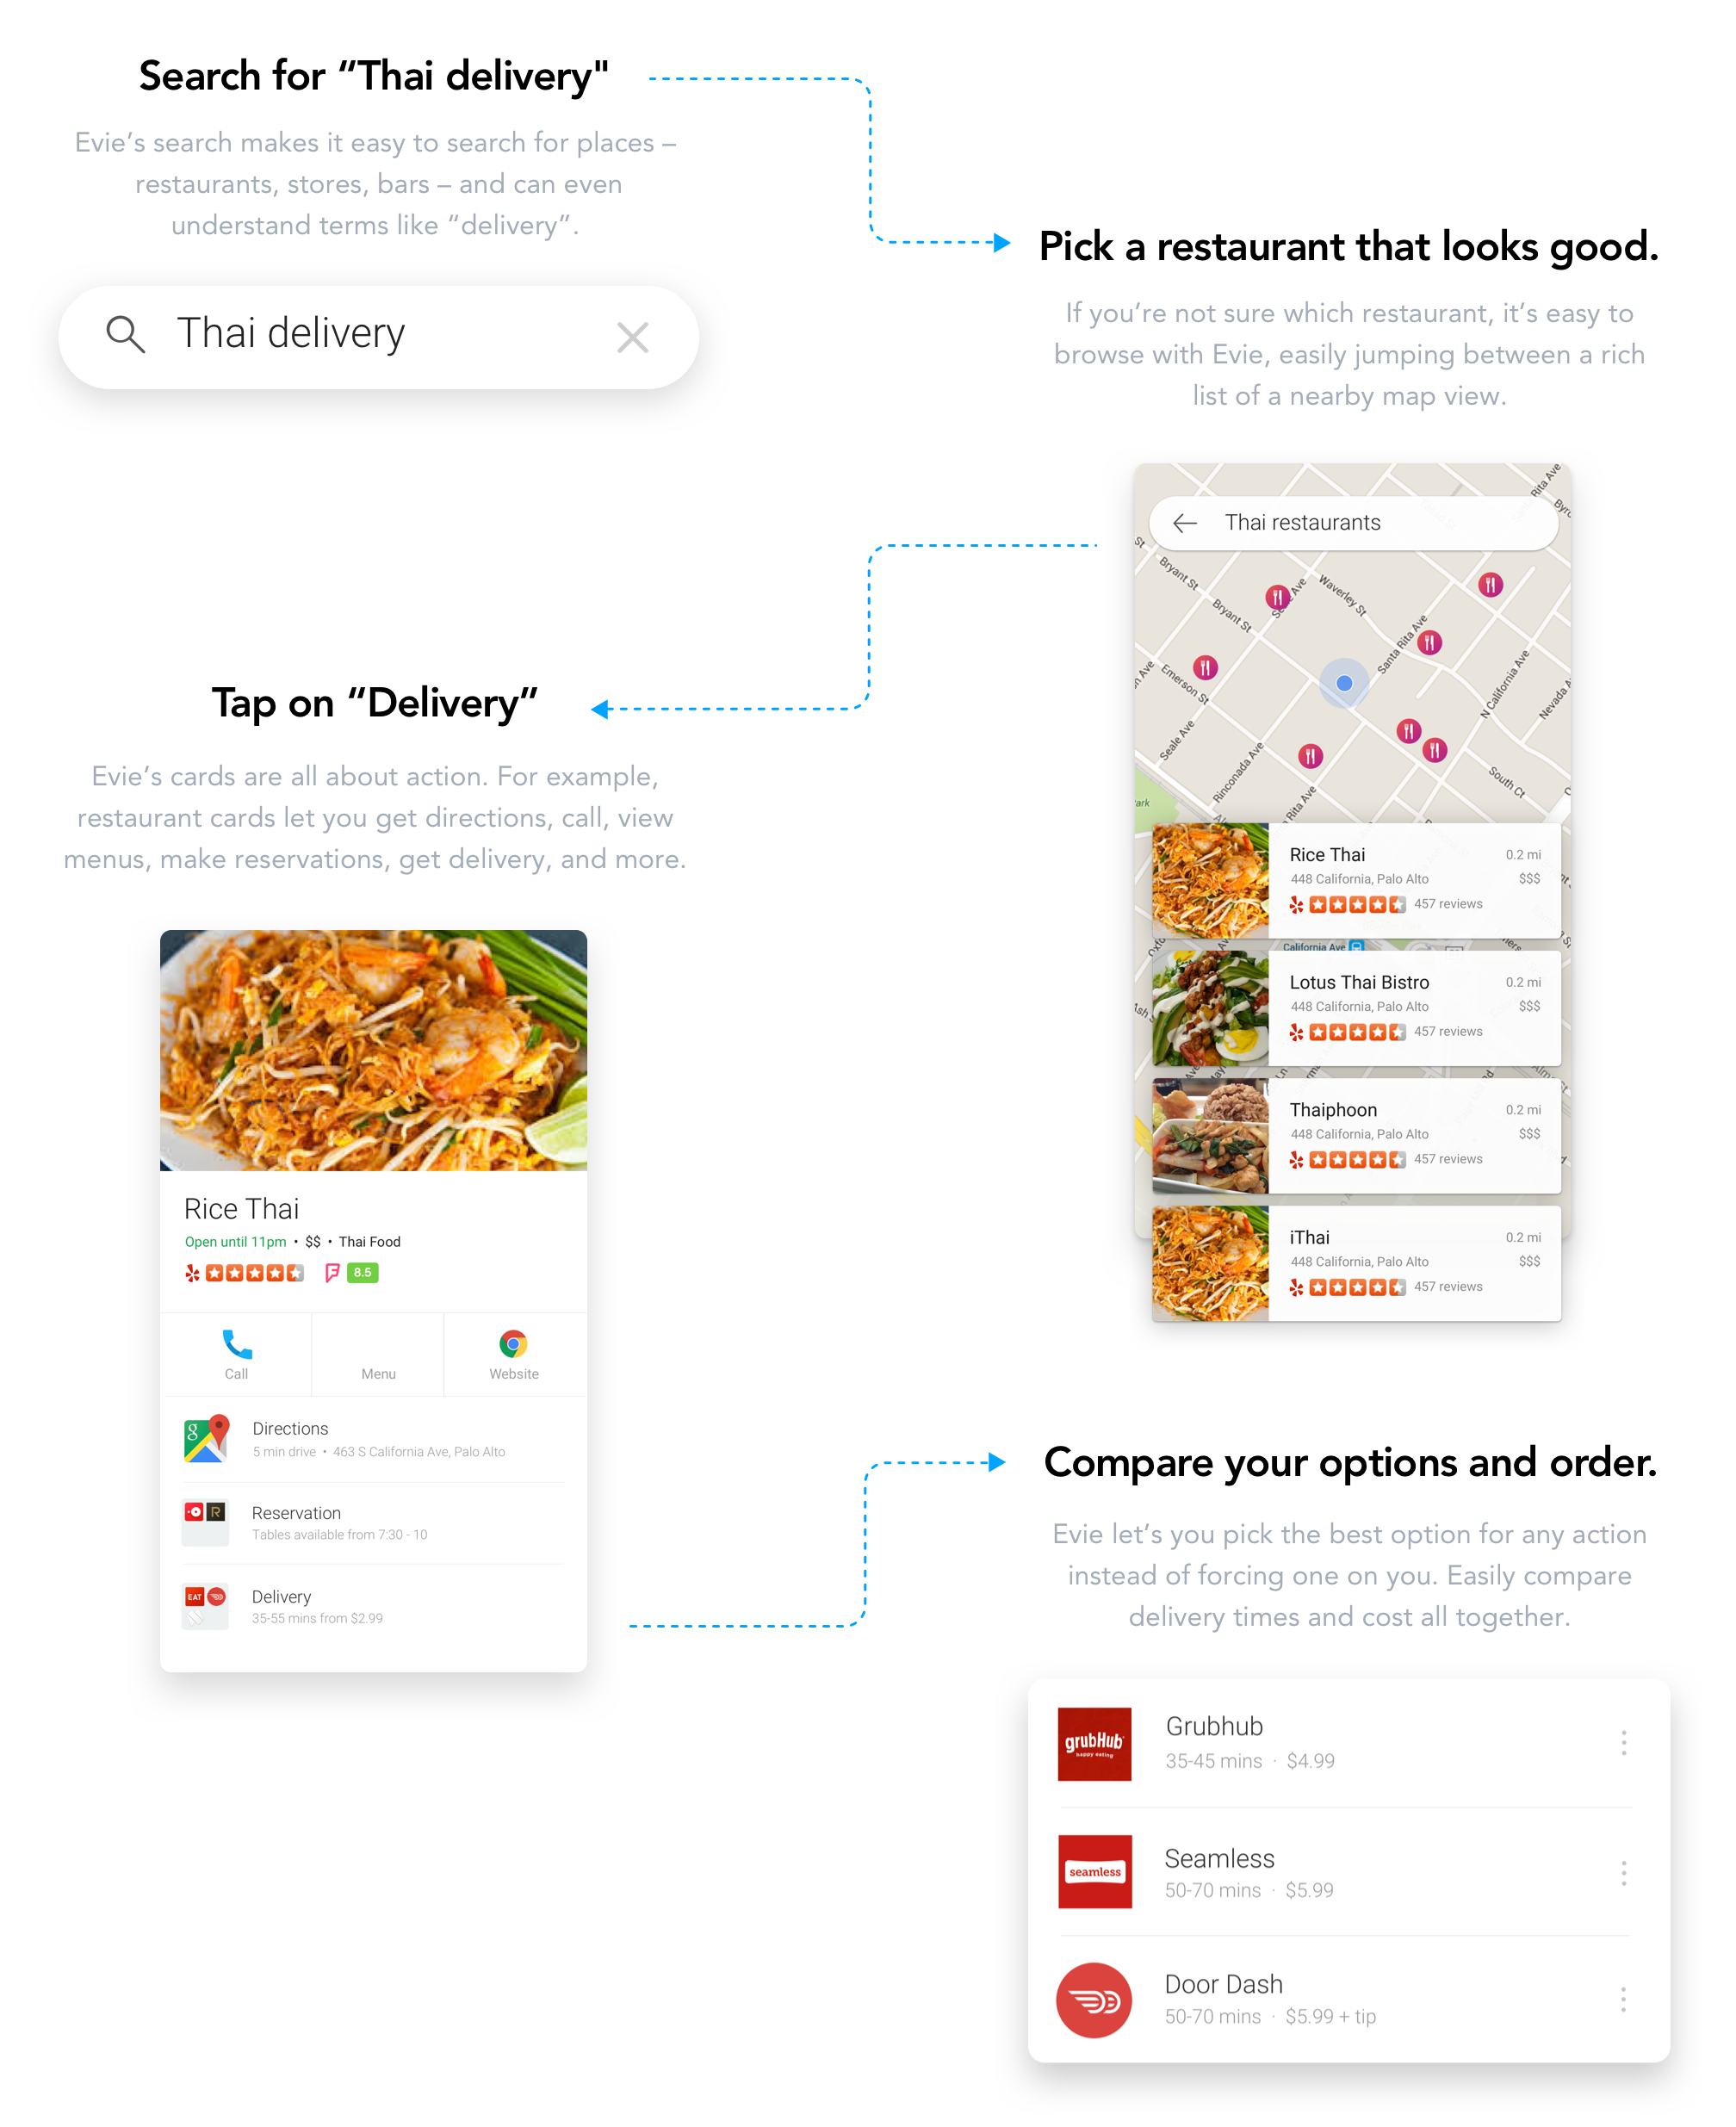 Search for “Thai delivery"
Evie’s search makes it easy to search for places –
restaurants, stores, bars – and can even
understand terms like “delivery”.
Thai delivery
Pick a restaurant that looks good.
If you’re not sure which restaurant, it’s easy to
browse with Evie, easily jumping between a rich
list of a nearby map view.
Thai restaurants
Rita Ave
St
Bryant St
Bryant St
Waverley St
Santa Rita Ave
Emerson St
N California Ave
Seale Ave
Rinconada Ave
South Ct
Rita Ave
Rice Thai
0.2 mi
448 California, Palo Alto
$$$
457 reviews
California Ave
Lotus Thai Bistro
0.2 mi
448 California, Palo Alto
$$$
457 reviews
Thaiphoon
0.2 mi
448 California, Palo Alto
$$$
457 reviews
iThai
0.2 mi
448 California, Palo Alto
$$$
457 reviews
Tap on “Delivery”
Evie’s cards are all about action. For example,
restaurant cards let you get directions, call, view
menus, make reservations, get delivery, and more.
Rice Thai
Open until 11pm • $$ • Thai Food
8.5
Call
Menu
Website
Directions
5 min drive • 463 S California Ave, Palo Alto
R
Reservation
Tables available from 7:30 - 10
EAT
Delivery
35-55 mins from $2.99
Compare your options and order.
Evie let’s you pick the best option for any action
instead of forcing one on you. Easily compare
delivery times and cost all together.
grubHub
happy eating
Grubhub
35-45 mins · $4.99
seamless
Seamless
50-70 mins · $5.99
Door Dash
50-70 mins · $5.99 + tip